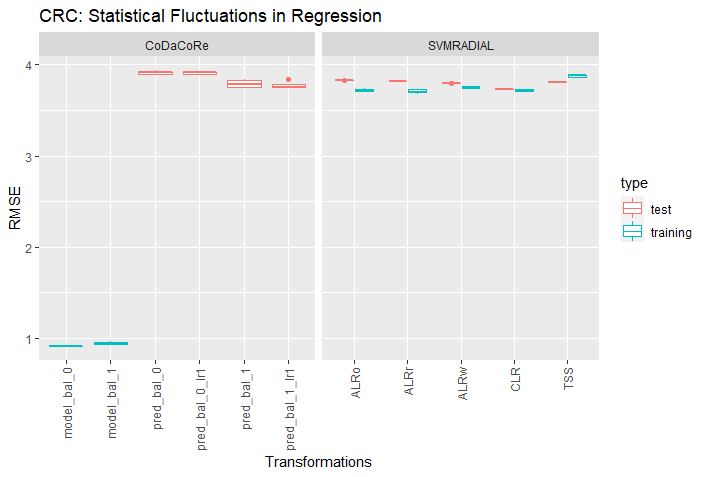 CRC: Statistical Fluctuations in Regression
CoDaCoRe
SVMRADIAL
4
3
2
1
RMSE
model_bal_0
model_bal_1
pred_bal_0
pred_bal_0_lr1
pred_bal_1
pred_bal_1_lr1
ALRo
ALRr
ALRw
CLR
TSS
Transformations
type
test
training